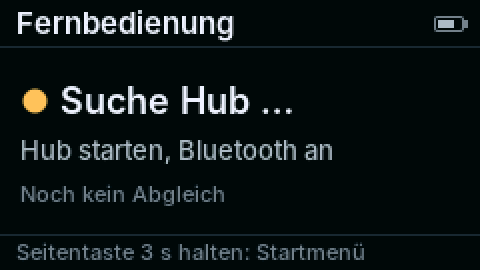 Fernbedienung
Suche Hub ...
Hub starten, Bluetooth an
Noch kein Abgleich
Seitentaste 3 s halten: Startmenü